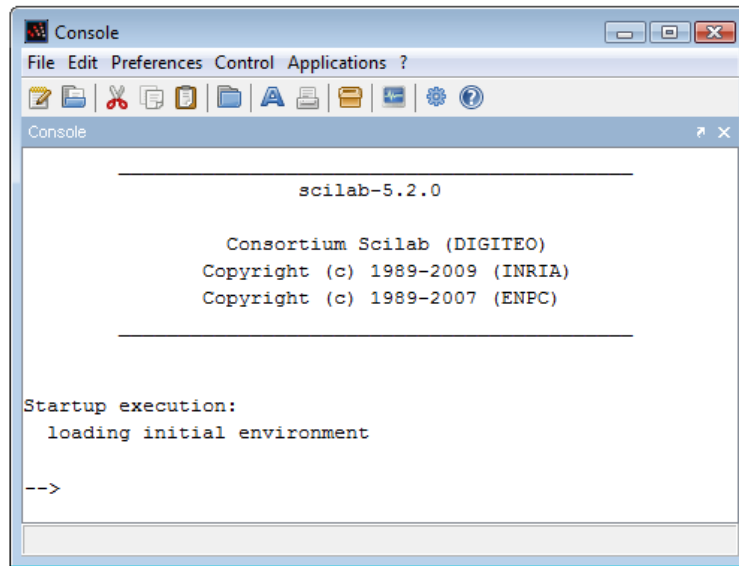 Console
File Edit Preferences Control Applications ?
Console
scilab-5.2.0
Consortium Scilab (DIGITEO)
Copyright (c) 1989-2009 (INRIA)
Copyright (c) 1989-2007 (ENPC)
Startup execution:
loading initial environment
-->